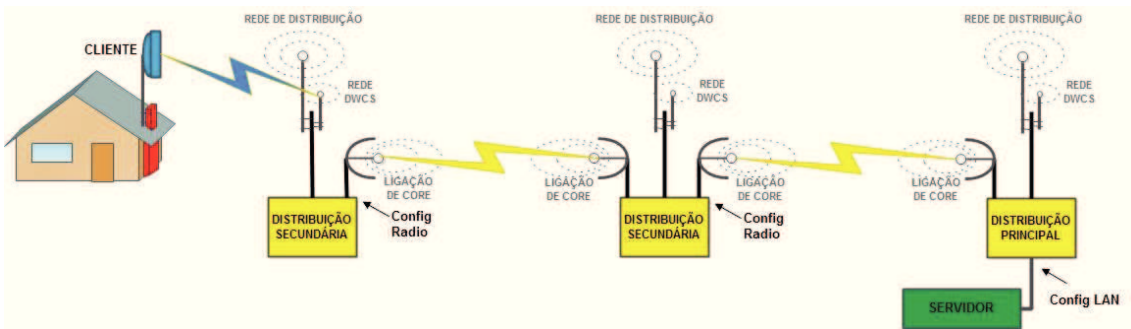 REDE DE DISTRIBUIÇÃO
REDE DE DISTRIBUIÇÃO
REDE DE DISTRIBUIÇÃO
CLIENTE
REDE
DWCS
REDE
DWCS
REDE
DWCS
LIGAÇÃO
DE CORE
LIGAÇÃO
DE CORE
LIGAÇÃO
DE CORE
LIGAÇÃO
DE CORE
DISTRIBUIÇÃO
SECUNDÁRIA
Config
Radio
DISTRIBUIÇÃO
SECUNDÁRIA
Config
Radio
DISTRIBUIÇÃO
PRINCIPAL
Config LAN
SERVIDOR